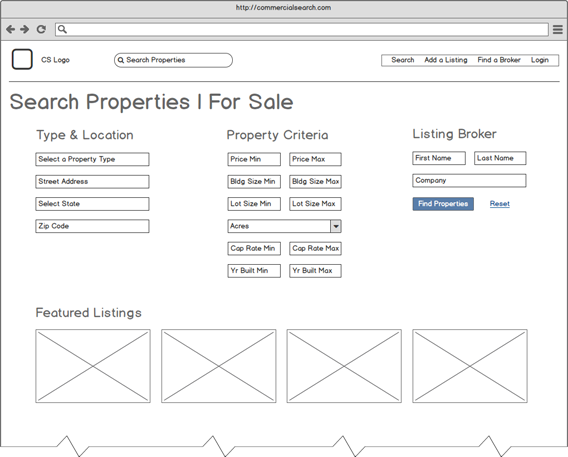 http://commercialsearch.com
CS Logo
Search Properties
Search Add a Listing Find a Broker Login
Search Properties | For Sale
Type & Location
Select a Property Type
Street Address
Select State
Zip Code
Property Criteria
Price Min Price Max
Bldg Size Min Bldg Size Max
Lot Size Min Lot Size Max
Acres
Cap Rate Min Cap Rate Max
Yr Built Min Yr Built Max
Listing Broker
First Name Last Name
Company
Find Properties Reset
Featured Listings